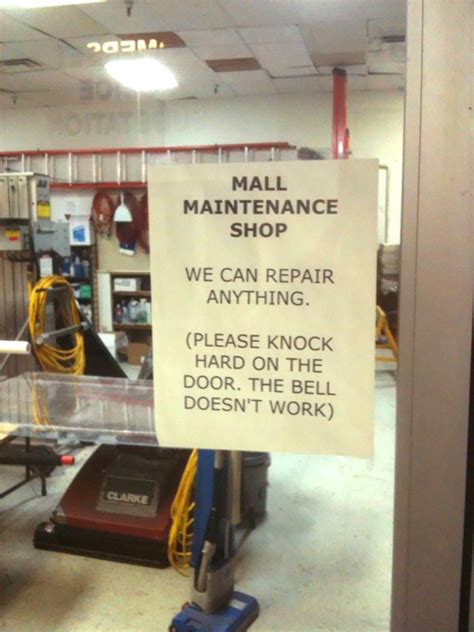 MALL
MAINTENANCE
SHOP
WE CAN REPAIR
ANYTHING.
(PLEASE KNOCK
HARD ON THE
DOOR. THE BELL
DOESN'T WORK)
CLARKE